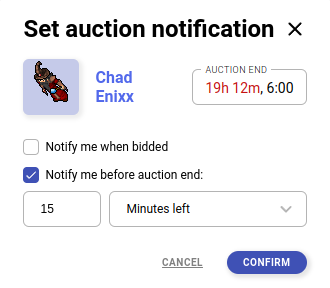 Set auction notification
Chad
Enixx
AUCTION END
19h 12m, 6:00
Notify me when bidded
Notify me before auction end:
15
Minutes left
CANCEL
CONFIRM